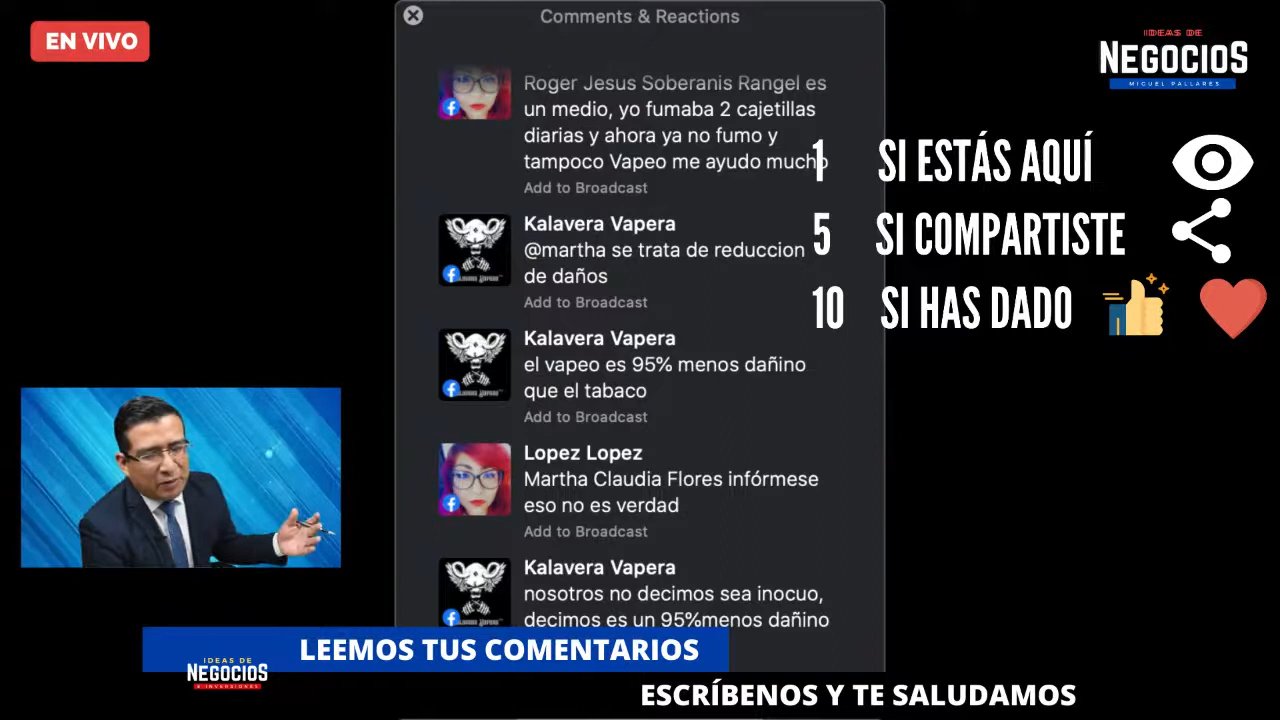 EN VIVO
Comments & Reactions
IDEAS DE
NEGOCIOS
MIGUEL PALLARES
Roger Jesus Soberanis Rangel es
un medio, yo fumaba 2 cajetillas
diarias y ahora ya no fumo y
tampoco Vapeo me ayudo mucho
Add to Broadcast
1 SI ESTÁS AQUÍ
5 SI COMPARTISTE
10 SI HAS DADO
Kalavera Vapera
@martha se trata de reduccion
de daños
Add to Broadcast
Kalavera Vapera
el vapeo es 95% menos dañino
que el tabaco
Add to Broadcast
Lopez Lopez
Martha Claudia Flores infórmese
eso no es verdad
Add to Broadcast
Kalavera Vapera
nosotros no decimos sea inocuo,
decimos es un 95%menos dañino
LEEMOS TUS COMENTARIOS
IDEAS DE
NEGOCIOS
E INVERSIONES
ESCRÍBENOS Y TE SALUDAMOS